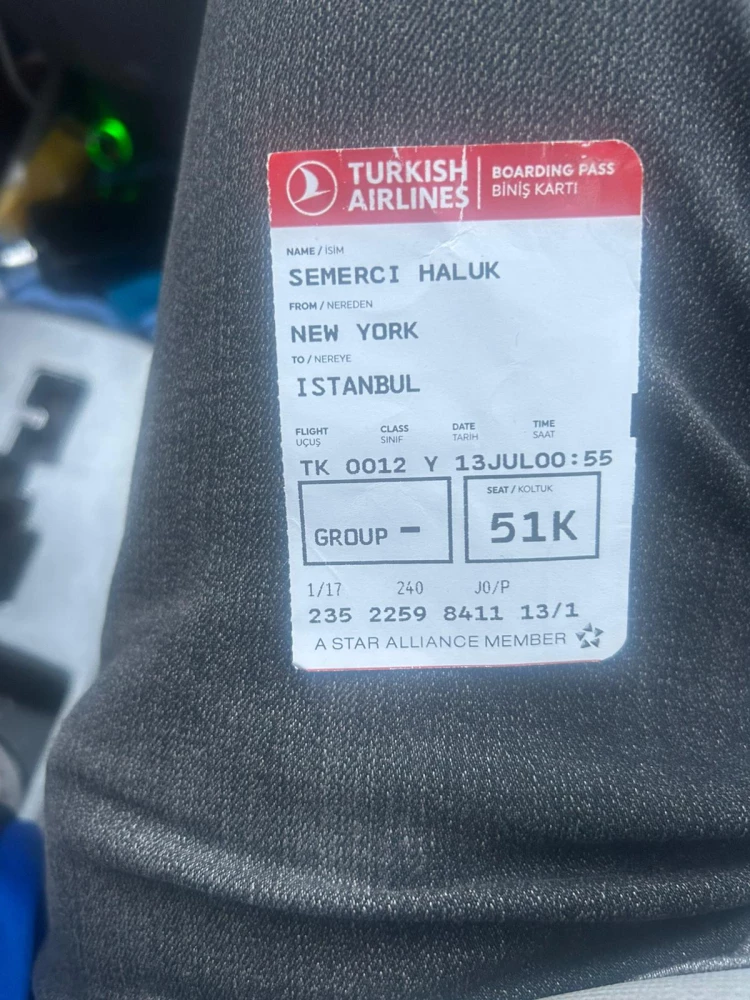 TURKISH AIRLINES
BOARDING PASS
BİNİŞ KARTI
NAME / İSİM
SEMERCI HALUK
FROM / NEREDEN
NEW YORK
TO / NEREYE
ISTANBUL
FLIGHT CLASS DATE TIME
UÇUŞ SINIF TARİH SAAT
TK 0012 Y 13JUL00:55
SEAT / KOLTUK
GROUP - 51K
1/17 240 J0/P
235 2259 8411 13/1
A STAR ALLIANCE MEMBER